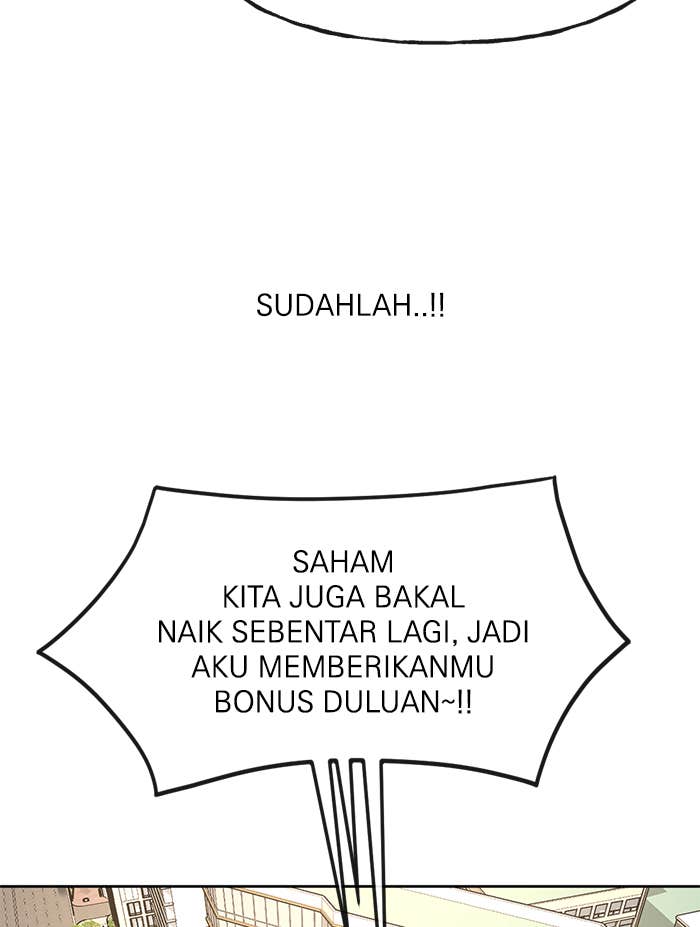 SUDAHLAH..!!
SAHAM
KITA JUGA BAKAL
NAIK SEBENTAR LAGI, JADI
AKU MEMBERIKANMU
BONUS DULUAN~!!